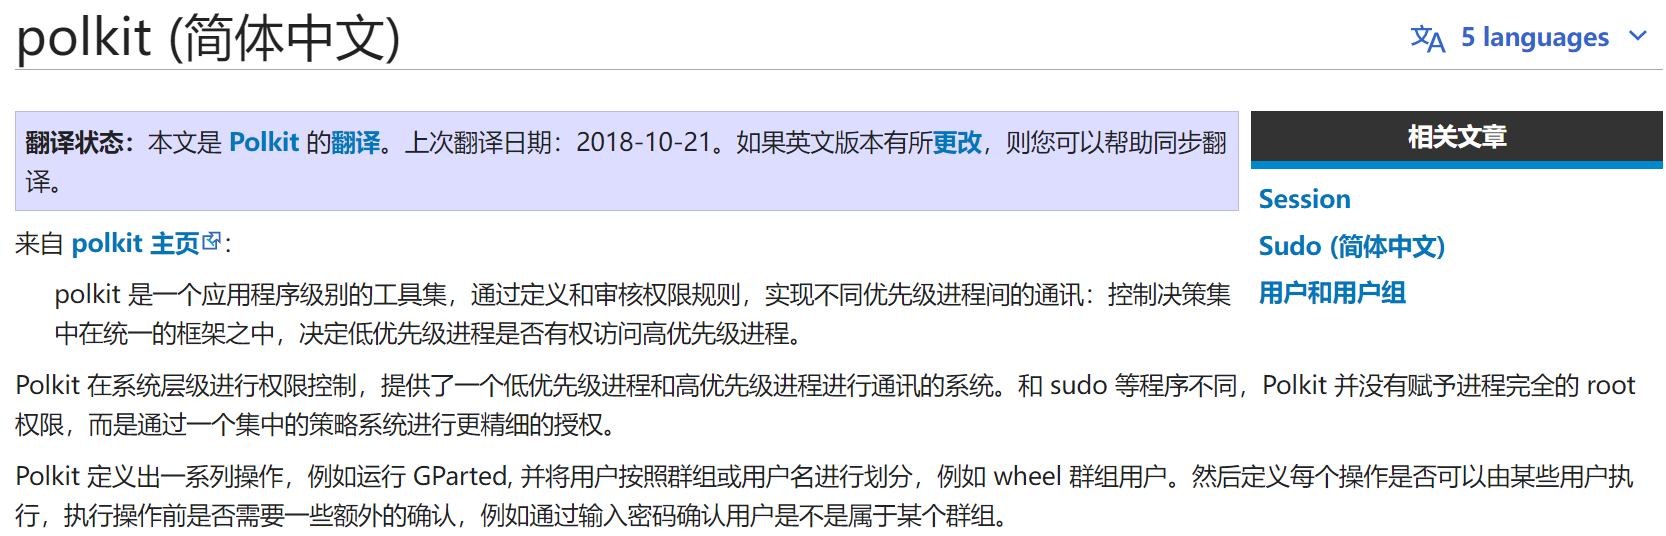 polkit (简体中文)
5 languages
翻译状态：本文是 Polkit 的翻译。上次翻译日期：2018-10-21。如果英文版本有所更改，则您可以帮助同步翻
译。
来自 polkit 主页：
polkit 是一个应用程序级别的工具集，通过定义和审核权限规则，实现不同优先级进程间的通讯：控制决策集
中在统一的框架之中，决定低优先级进程是否有权访问高优先级进程。
相关文章
Session
Sudo (简体中文)
用户和用户组
Polkit 在系统层级进行权限控制，提供了一个低优先级进程和高优先级进程进行通讯的系统。和 sudo 等程序不同，Polkit 并没有赋予进程完全的 root
权限，而是通过一个集中的策略系统进行更精细的授权。
Polkit 定义出一系列操作，例如运行 GParted, 并将用户按照群组或用户名进行划分，例如 wheel 群组用户。然后定义每个操作是否可以由某些用户执
行，执行操作前是否需要一些额外的确认，例如通过输入密码确认用户是不是属于某个群组。